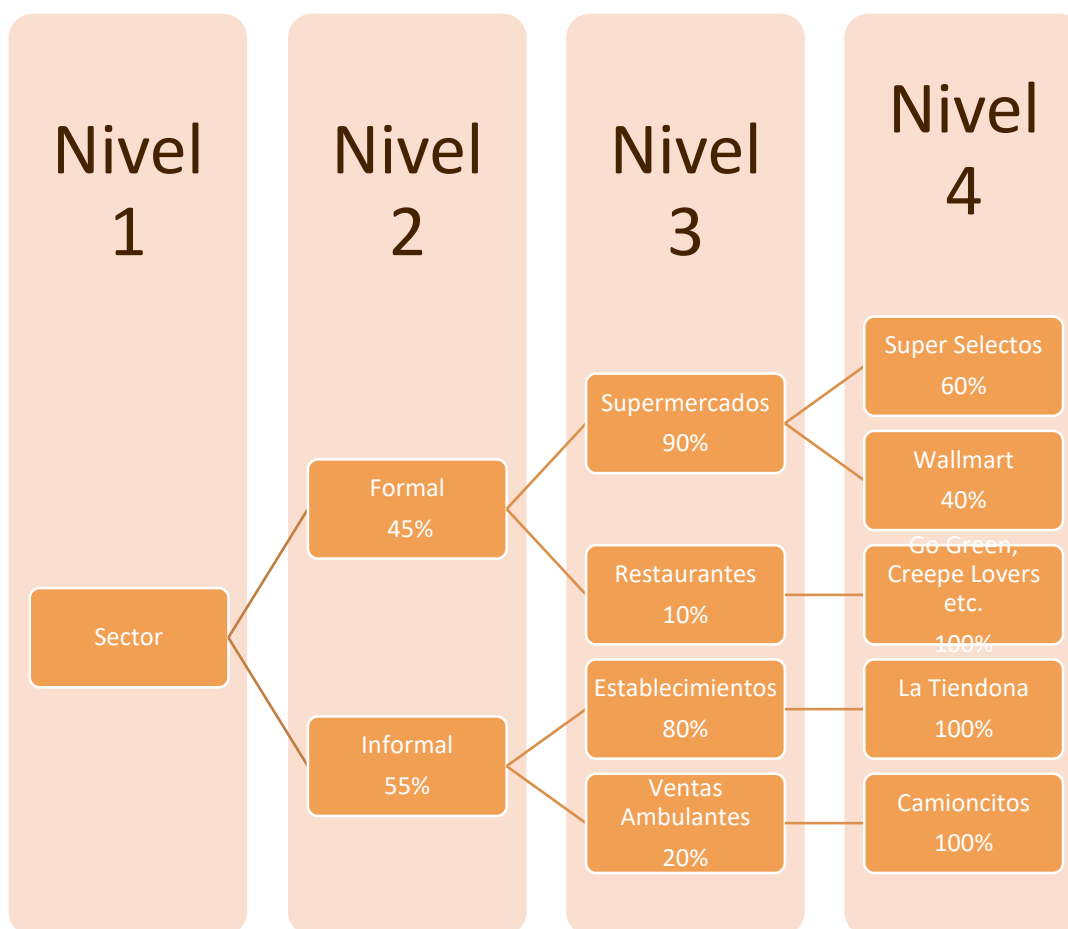 Nivel
1
Nivel
2
Nivel
3
Nivel
4
Sector
Formal
45%
Informal
55%
Supermercados
90%
Restaurantes
10%
Establecimientos
80%
Ventas
Ambulantes
20%
Super Selectos
60%
Wallmart
40%
Go Green,
Creepe Lovers
etc.
100%
La Tiendona
100%
Camioncitos
100%